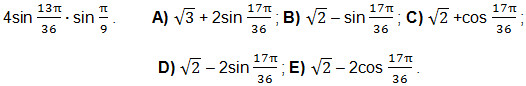 4sin 13π/36 · sin π/9 . A) √3 + 2sin 17π/36 ; B) √2 − sin 17π/36 ; C) √2 +cos 17π/36 ;
D) √2 − 2sin 17π/36 ; E) √2 − 2cos 17π/36 .